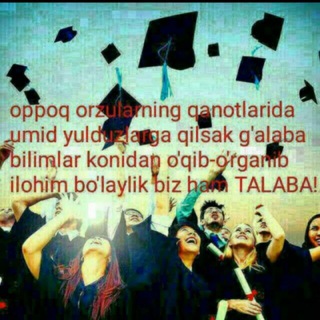 oppoq orzularning qanotlarida
umid yulduzlarga qilsak g'alaba
bilimlar konidan o'qib-o'rganib
ilohim bo'laylik biz ham TALABA!